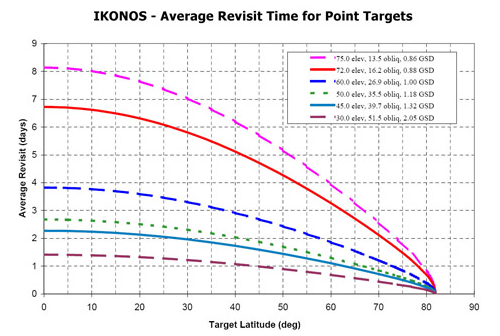 IKONOS - Average Revisit Time for Point Targets
9
8
7
6
5
4
3
2
1
0
Average Revisit (days)
75.0 elev, 13.5 obliq, 0.86 GSD
72.0 elev, 16.2 obliq, 0.88 GSD
60.0 elev, 26.9 obliq, 1.00 GSD
50.0 elev, 35.5 obliq, 1.18 GSD
45.0 elev, 39.7 obliq, 1.32 GSD
30.0 elev, 51.5 obliq, 2.05 GSD
0 10 20 30 40 50 60 70 80 90
Target Latitude (deg)